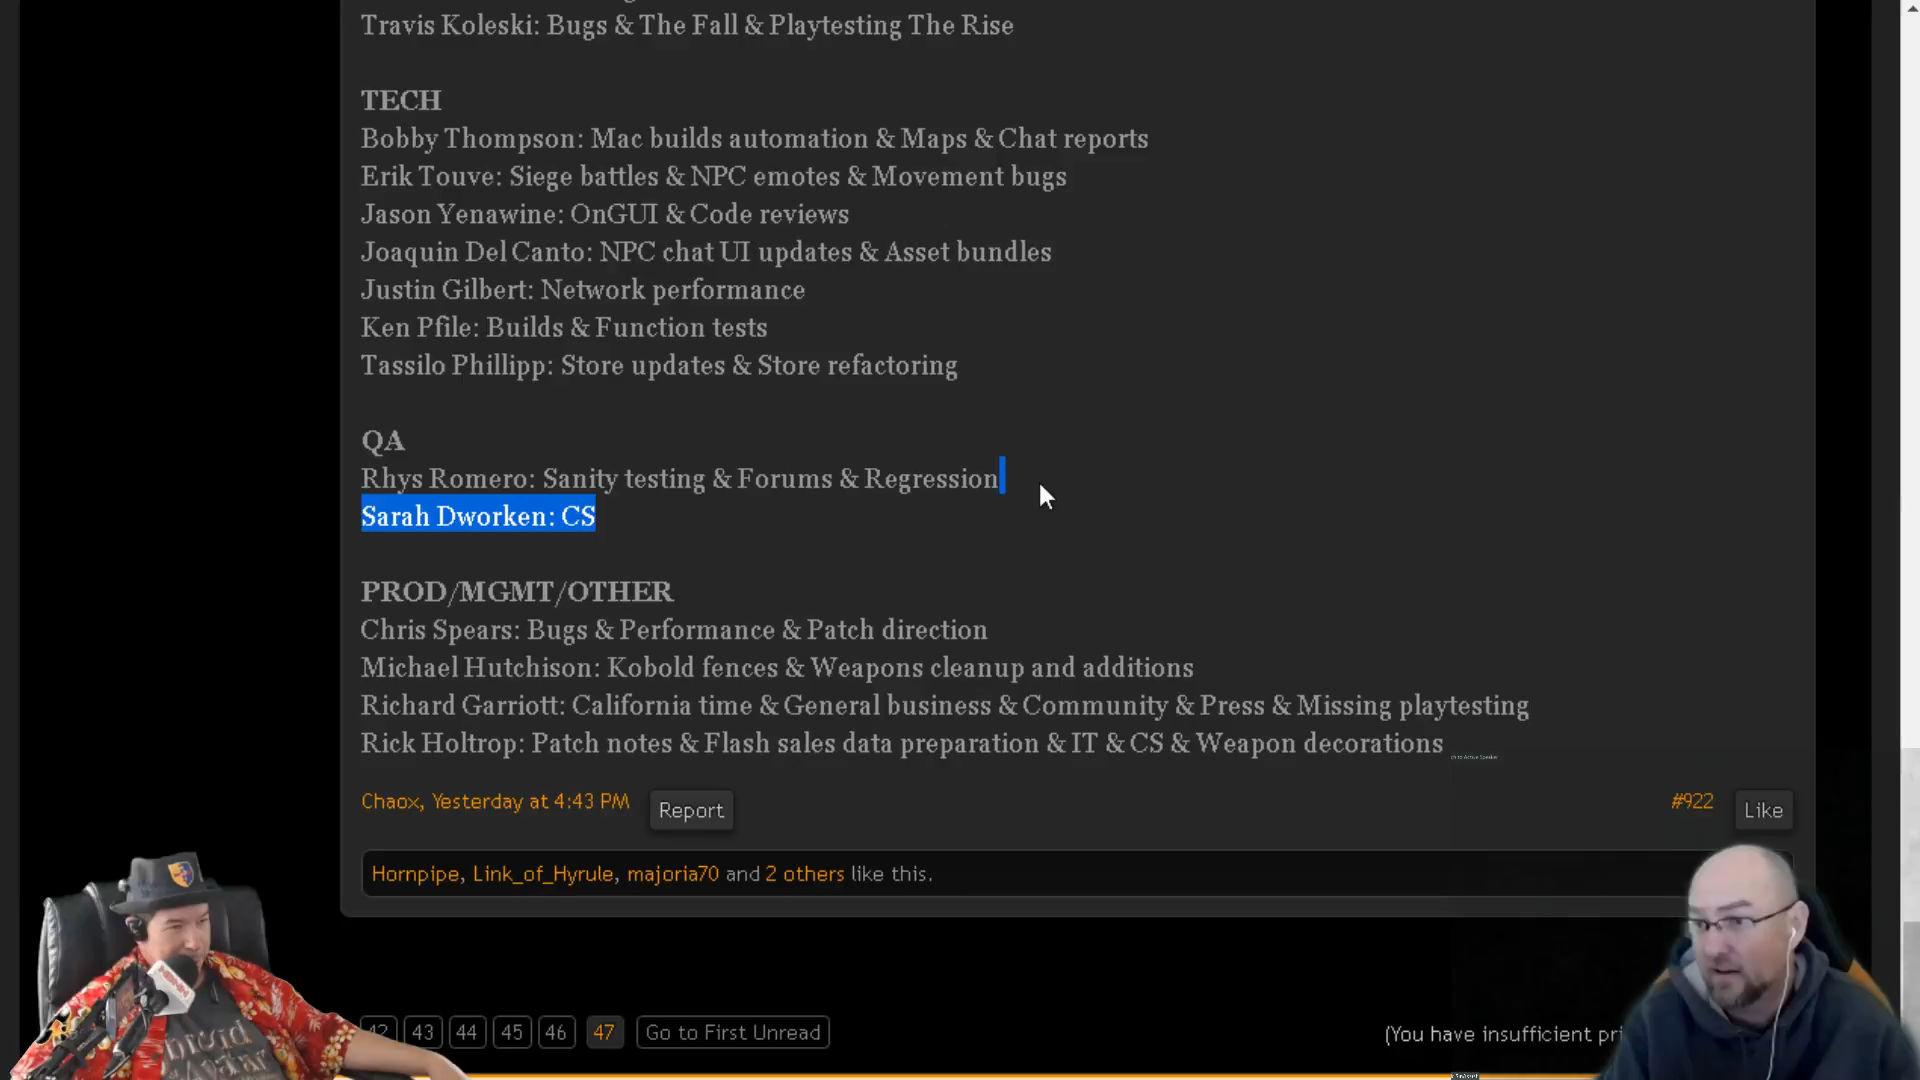 Travis Koleski: Bugs & The Fall & Playtesting The Rise
TECH
Bobby Thompson: Mac builds automation & Maps & Chat reports
Erik Touve: Siege battles & NPC emotes & Movement bugs
Jason Yenawine: OnGUI & Code reviews
Joaquin Del Canto: NPC chat UI updates & Asset bundles
Justin Gilbert: Network performance
Ken Pfile: Builds & Function tests
Tassilo Phillipp: Store updates & Store refactoring
QA
Rhys Romero: Sanity testing & Forums & Regression
Sarah Dworken: CS
PROD/MGMT/OTHER
Chris Spears: Bugs & Performance & Patch direction
Michael Hutchison: Kobold fences & Weapons cleanup and additions
Richard Garriott: California time & General business & Community & Press & Missing playtesting
Rick Holtrop: Patch notes & Flash sales data preparation & IT & CS & Weapon decorations
Chaox, Yesterday at 4:43 PM Report #922 Like
Hornpipe, Link_of_Hyrule, majoria70 and 2 others like this.
42 43 44 45 46 47 Go to First Unread (You have insufficient pri